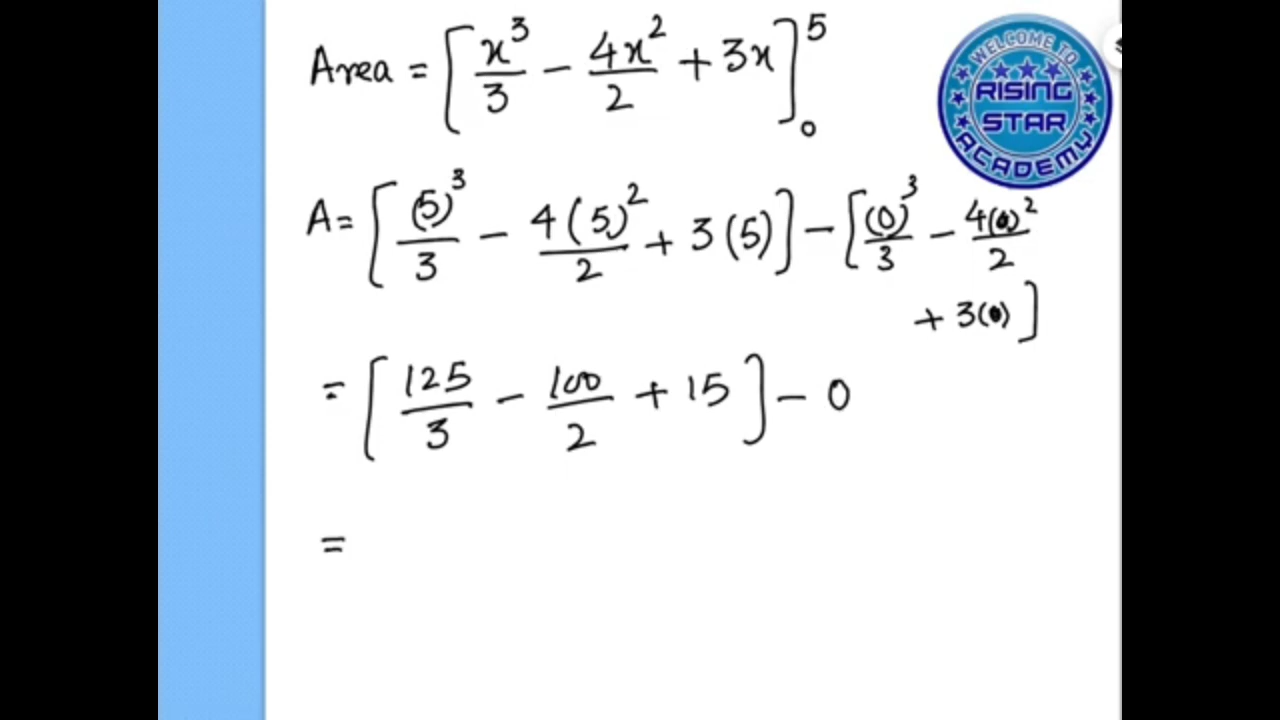 Area = [x³/3 − 4x²/2 + 3x]₀⁵
WELCOME TO
RISING
STAR
ACADEMY
A = [(5)³/3 − 4(5)²/2 + 3(5)] − [(0)³/3 − 4(0)²/2
+ 3(0)]
= [125/3 − 100/2 + 15] − 0
=